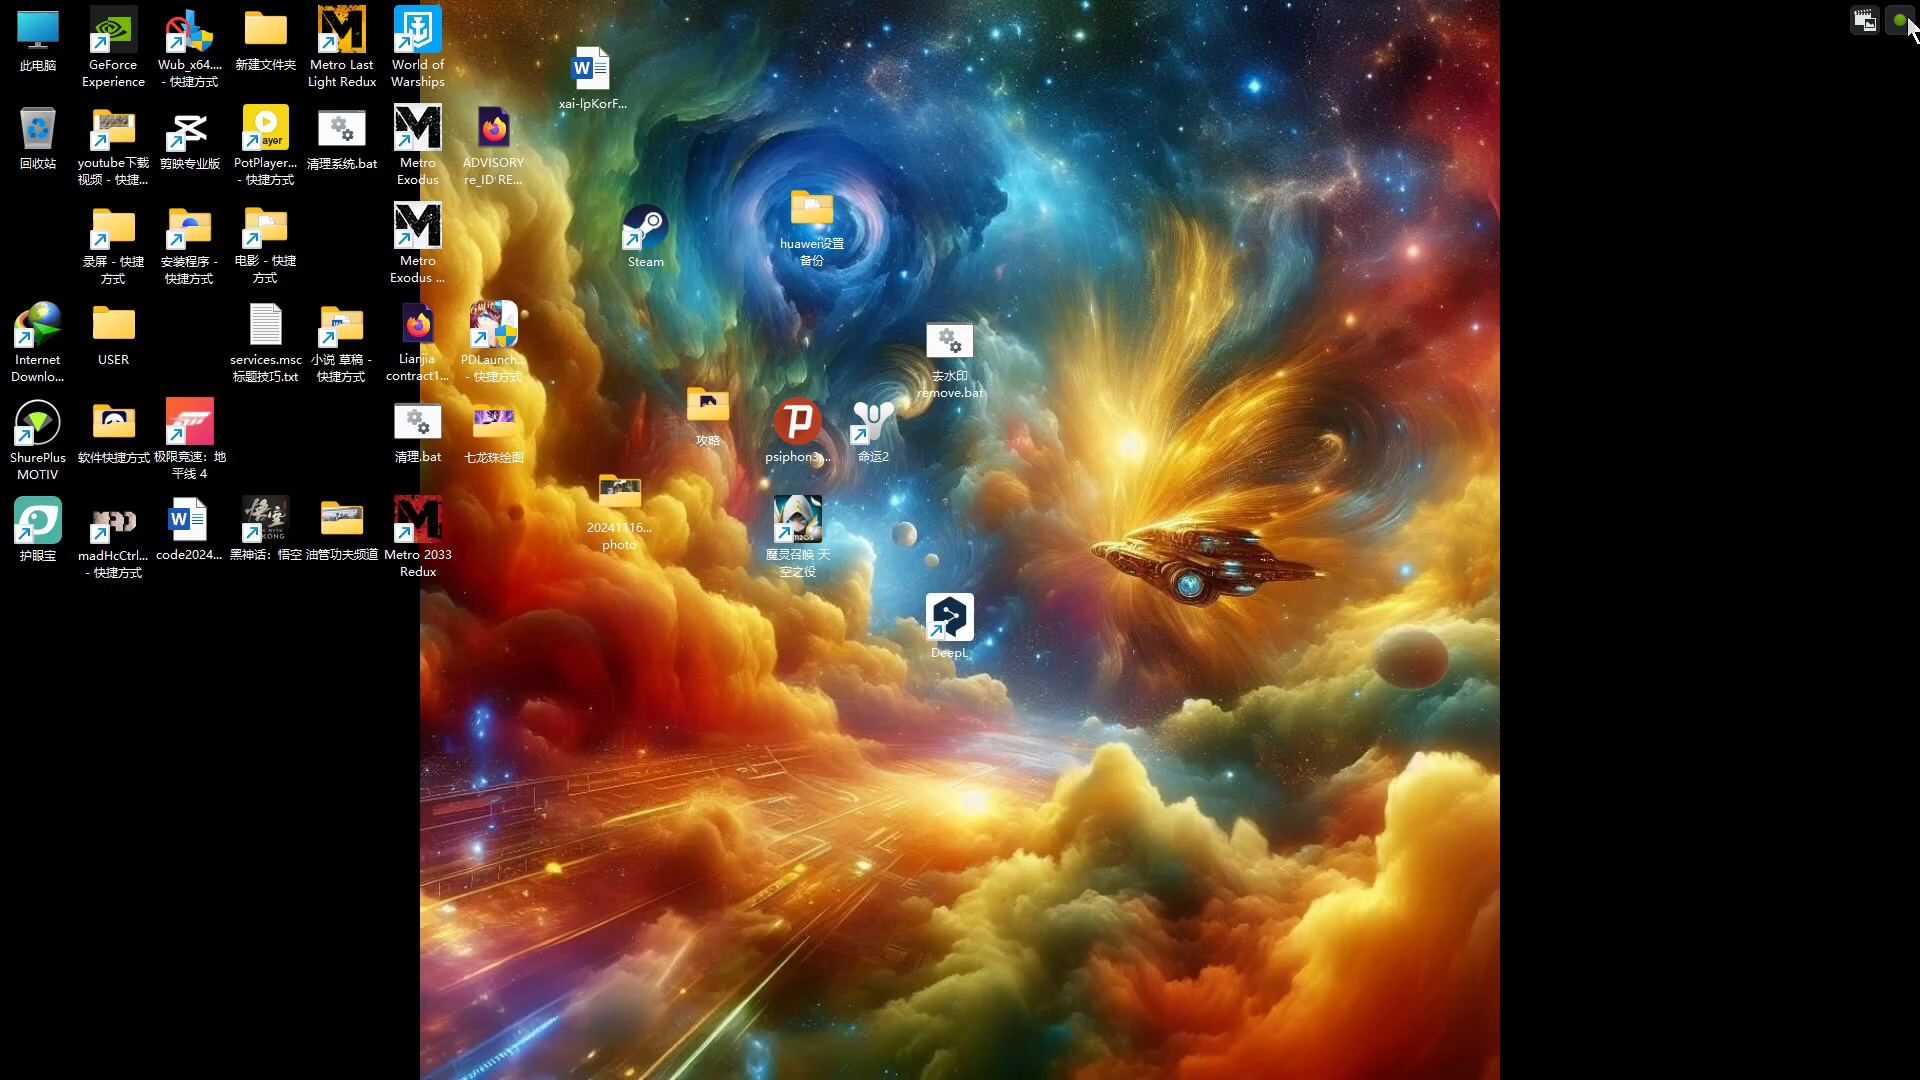 此电脑
GeForce
Experience
Wub_x64....
- 快捷方式
新建文件夹
Metro Last
Light Redux
World of
Warships
xai-lpKorF...
回收站
youtube下载
视频 - 快捷...
剪映专业版
PotPlayer...
- 快捷方式
清理系统.bat
Metro
Exodus
ADVISORY
re_ID RE...
录屏 - 快捷
方式
安装程序 -
快捷方式
电影 - 快捷
方式
Metro
Exodus ...
Steam
huawei设置
备份
Internet
Downlo...
USER
services.msc
标题技巧.txt
小说 草稿 -
快捷方式
Lianjia
contract1...
PDLaunch...
- 快捷方式
去水印
remove.bat
ShurePlus
MOTIV
软件快捷方式
极限竞速：地
平线 4
清理.bat
七龙珠绘图
攻略
psiphon3;...
命运2
护眼宝
madHcCtrl...
- 快捷方式
code2024...
黑神话：悟空
油管功夫频道
Metro 2033
Redux
20241116...
photo
魔灵召唤 天
空之役
DeepL